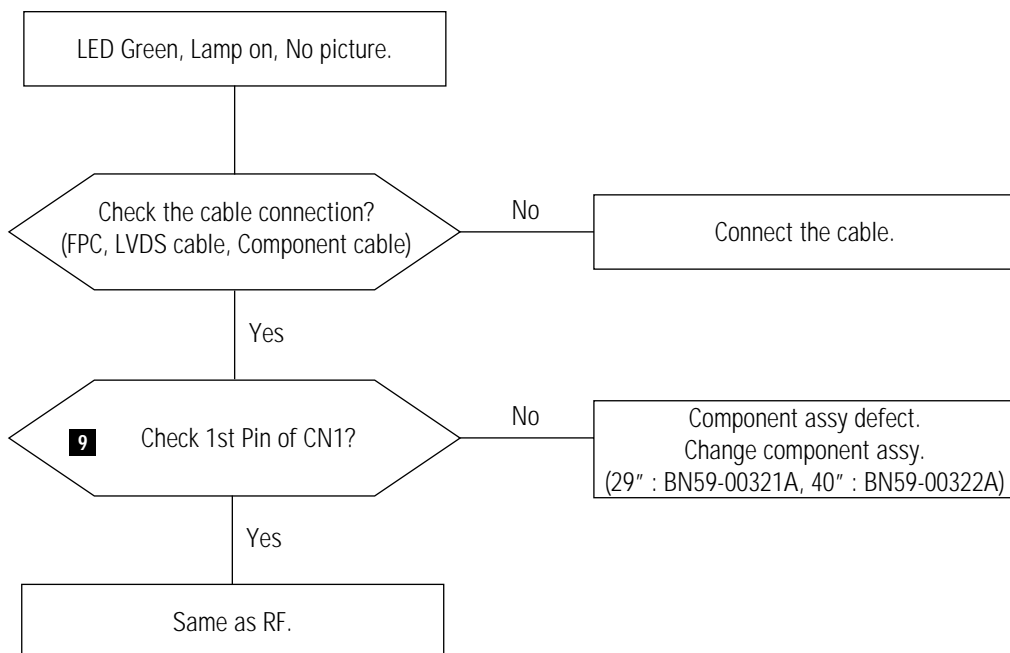 LED Green, Lamp on, No picture.
Check the cable connection?
(FPC, LVDS cable, Component cable)
No
Connect the cable.
Yes
9 Check 1st Pin of CN1?
No
Component assy defect.
Change component assy.
(29” : BN59-00321A, 40” : BN59-00322A)
Yes
Same as RF.